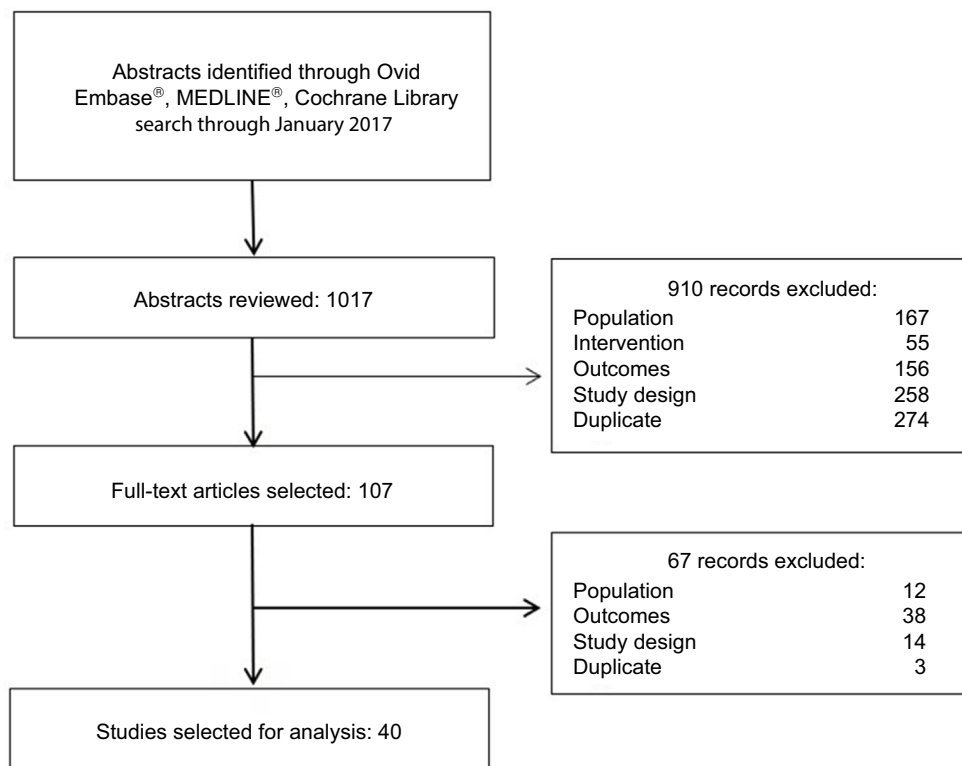 Abstracts identified through Ovid
Embase®, MEDLINE®, Cochrane Library
search through January 2017
Abstracts reviewed: 1017
910 records excluded:
Population 167
Intervention 55
Outcomes 156
Study design 258
Duplicate 274
Full-text articles selected: 107
67 records excluded:
Population 12
Outcomes 38
Study design 14
Duplicate 3
Studies selected for analysis: 40